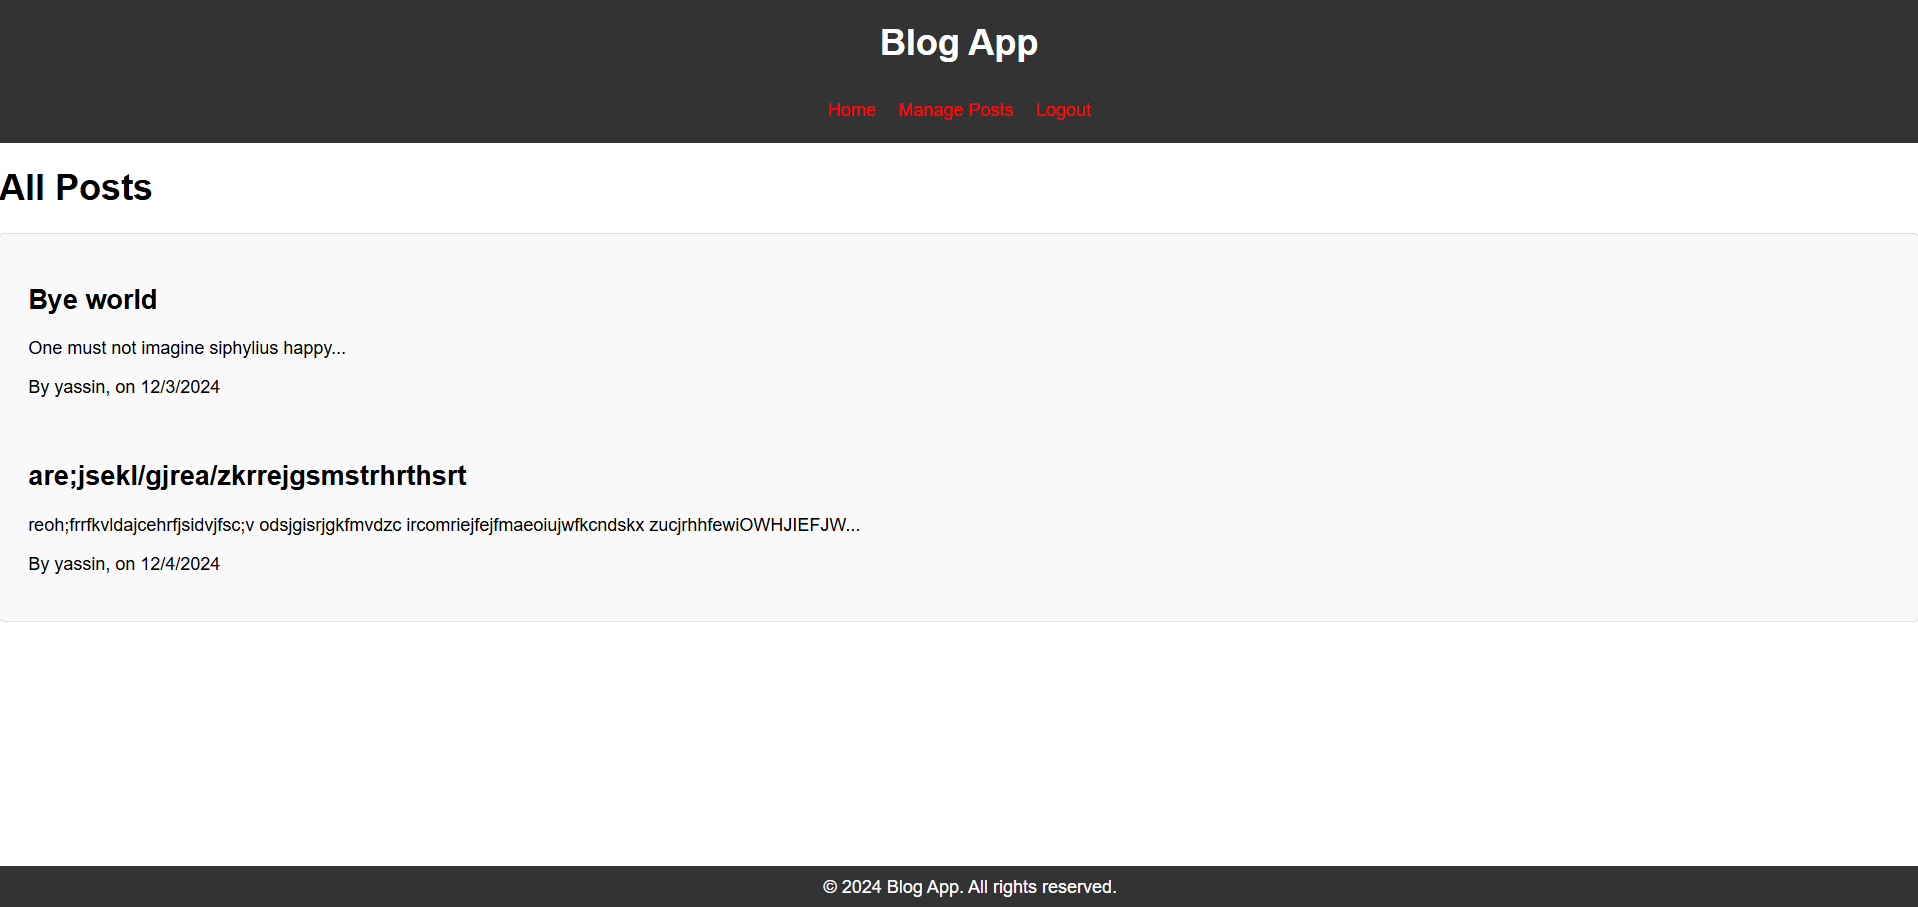 Blog App
Home Manage Posts Logout
All Posts
Bye world
One must not imagine siphylius happy...
By yassin, on 12/3/2024
are;jsekl/gjrea/zkrrejgsmstrhrthsrt
reoh;frrfkvldajcehrfjsidvjfsc;v odsjgisrjgkfmvdzc ircomriejfejfmaeoiujwfkcndskx zucjrhhfewiOWHJIEFJW...
By yassin, on 12/4/2024
© 2024 Blog App. All rights reserved.